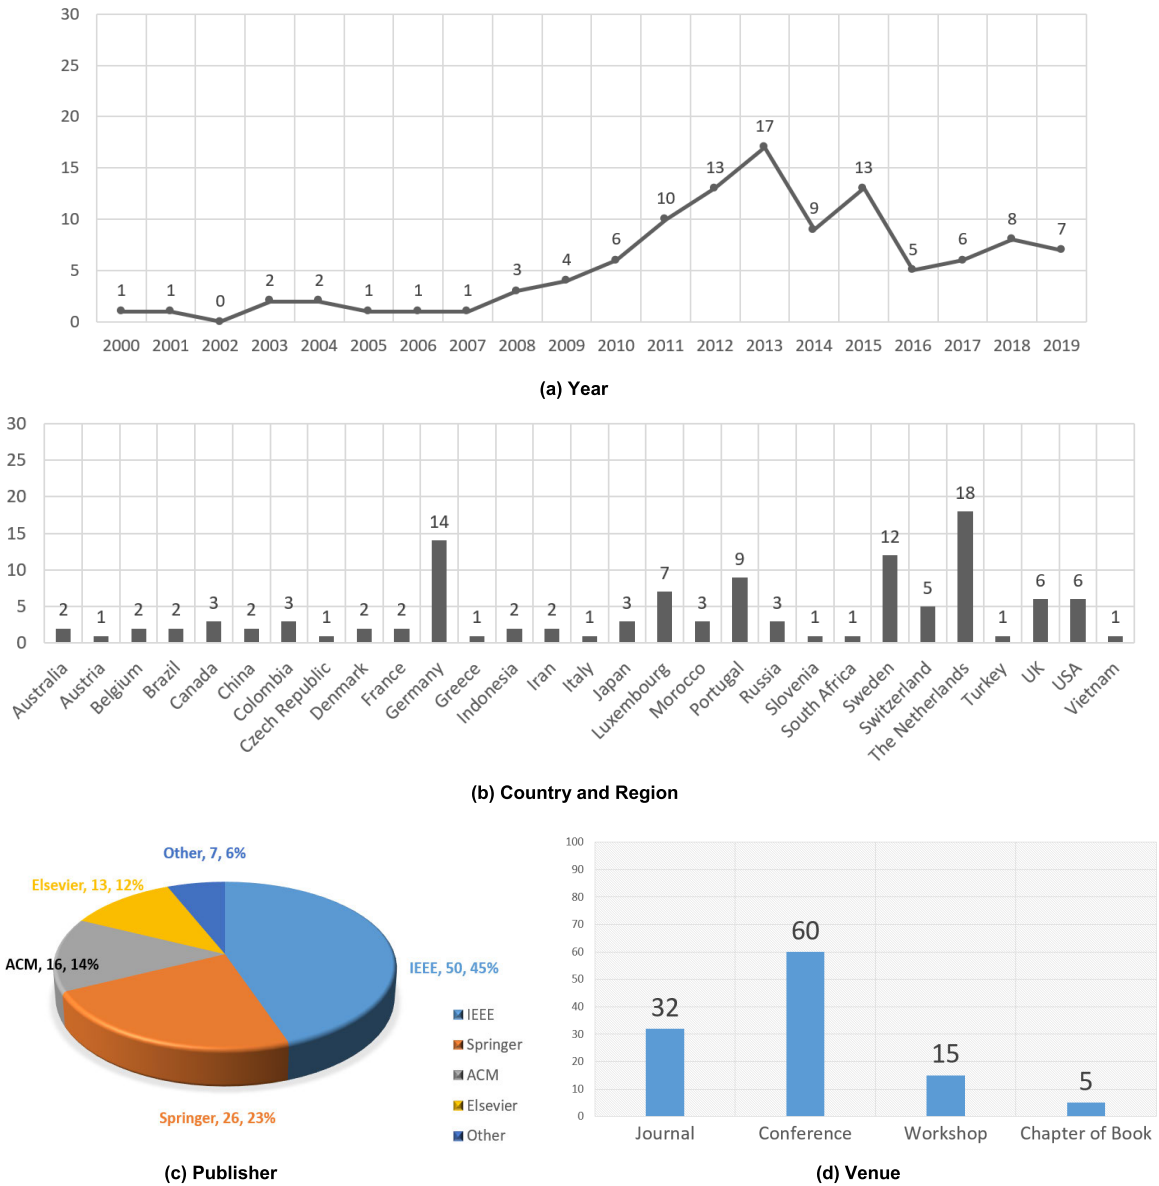 30
25
20
15
10
5
0
1 1 0 2 2 1 1 1 3 4 6 10 13 17 9 13 5 6 8 7
2000 2001 2002 2003 2004 2005 2006 2007 2008 2009 2010 2011 2012 2013 2014 2015 2016 2017 2018 2019
(a) Year
30
25
20
15
10
5
0
2 1 2 2 3 2 3 1 2 2 14 1 2 2 1 3 7 3 9 3 1 1 12 5 18 1 6 6 1
Australia
Austria
Belgium
Brazil
Canada
China
Colombia
Czech Republic
Denmark
France
Germany
Greece
Indonesia
Iran
Italy
Japan
Luxembourg
Morocco
Portugal
Russia
Slovenia
South Africa
Sweden
Switzerland
The Netherlands
Turkey
UK
USA
Vietnam
(b) Country and Region
Other, 7, 6%
Elsevier, 13, 12%
ACM, 16, 14%
IEEE, 50, 45%
Springer, 26, 23%
IEEE
Springer
ACM
Elsevier
Other
(c) Publisher
100
90
80
70
60
50
40
30
20
10
0
32 60 15 5
Journal Conference Workshop Chapter of Book
(d) Venue